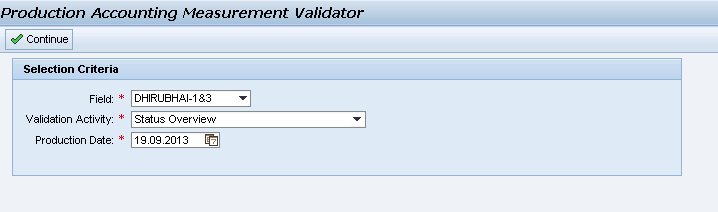 Production Accounting Measurement Validator
Continue
Selection Criteria
Field: * DHIRUBHAI-1&3
Validation Activity: * Status Overview
Production Date: * 19.09.2013